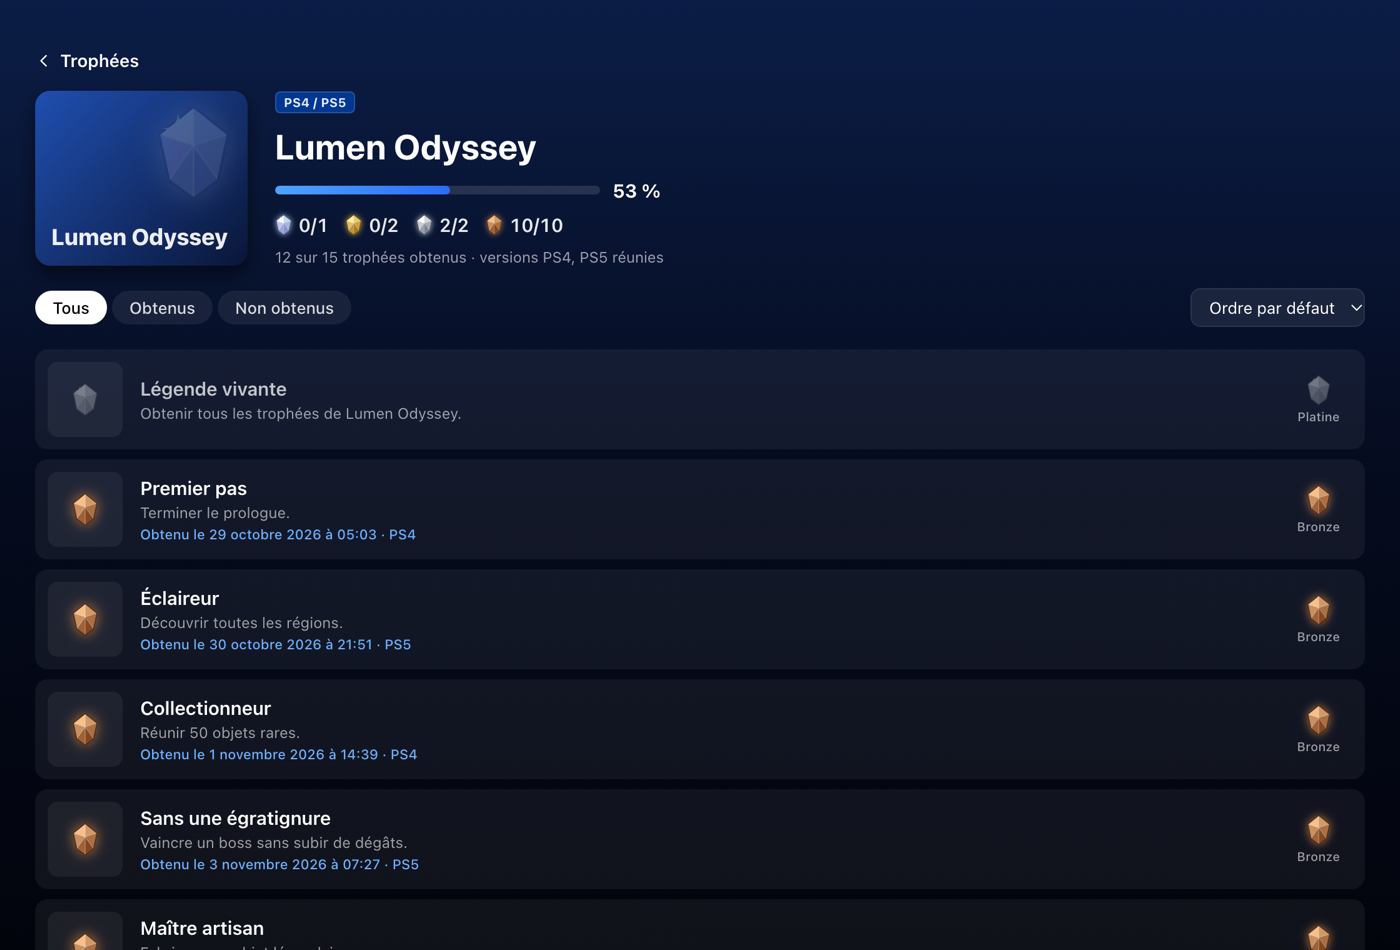 Trophées
Lumen Odyssey
PS4 / PS5
Lumen Odyssey
53 %
0/1 0/2 2/2 10/10
12 sur 15 trophées obtenus · versions PS4, PS5 réunies
Tous Obtenus Non obtenus Ordre par défaut
Légende vivante
Obtenir tous les trophées de Lumen Odyssey.
Platine
Premier pas
Terminer le prologue.
Obtenu le 29 octobre 2026 à 05:03 · PS4
Bronze
Éclaireur
Découvrir toutes les régions.
Obtenu le 30 octobre 2026 à 21:51 · PS5
Bronze
Collectionneur
Réunir 50 objets rares.
Obtenu le 1 novembre 2026 à 14:39 · PS4
Bronze
Sans une égratignure
Vaincre un boss sans subir de dégâts.
Obtenu le 3 novembre 2026 à 07:27 · PS5
Bronze
Maître artisan